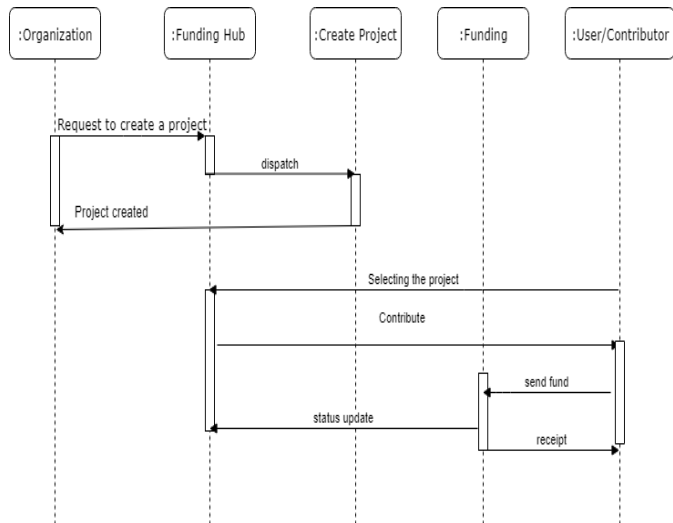 :Organization
:Funding Hub
:Create Project
:Funding
:User/Contributor
Request to create a project
dispatch
Project created
Selecting the project
Contribute
send fund
status update
receipt